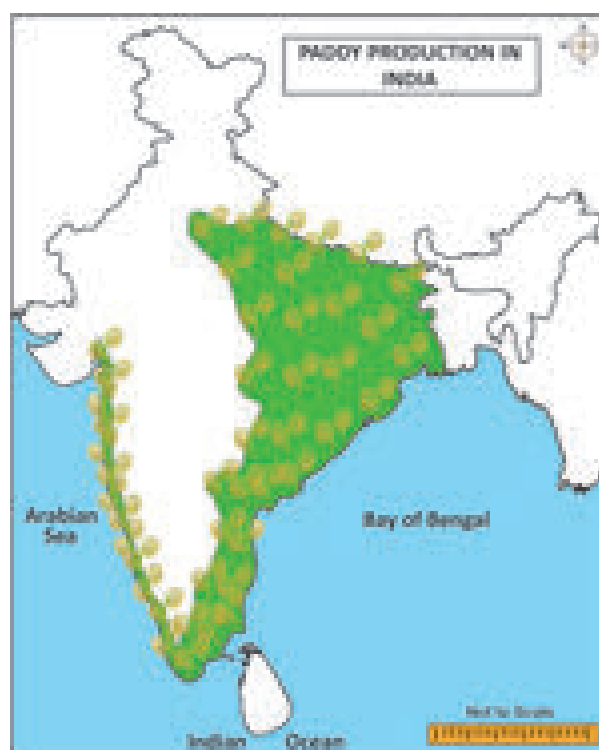 PADDY PRODUCTION IN
INDIA
Arabian
Sea
Bay of Bengal
Not to Scale
Indian Ocean